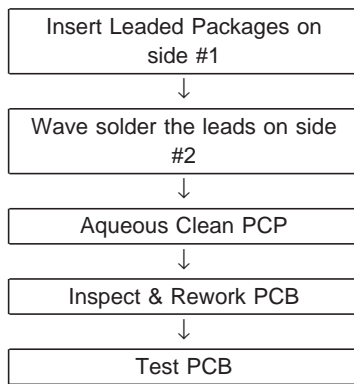 Insert Leaded Packages on
side #1
↓
Wave solder the leads on side
#2
↓
Aqueous Clean PCP
↓
Inspect & Rework PCB
↓
Test PCB